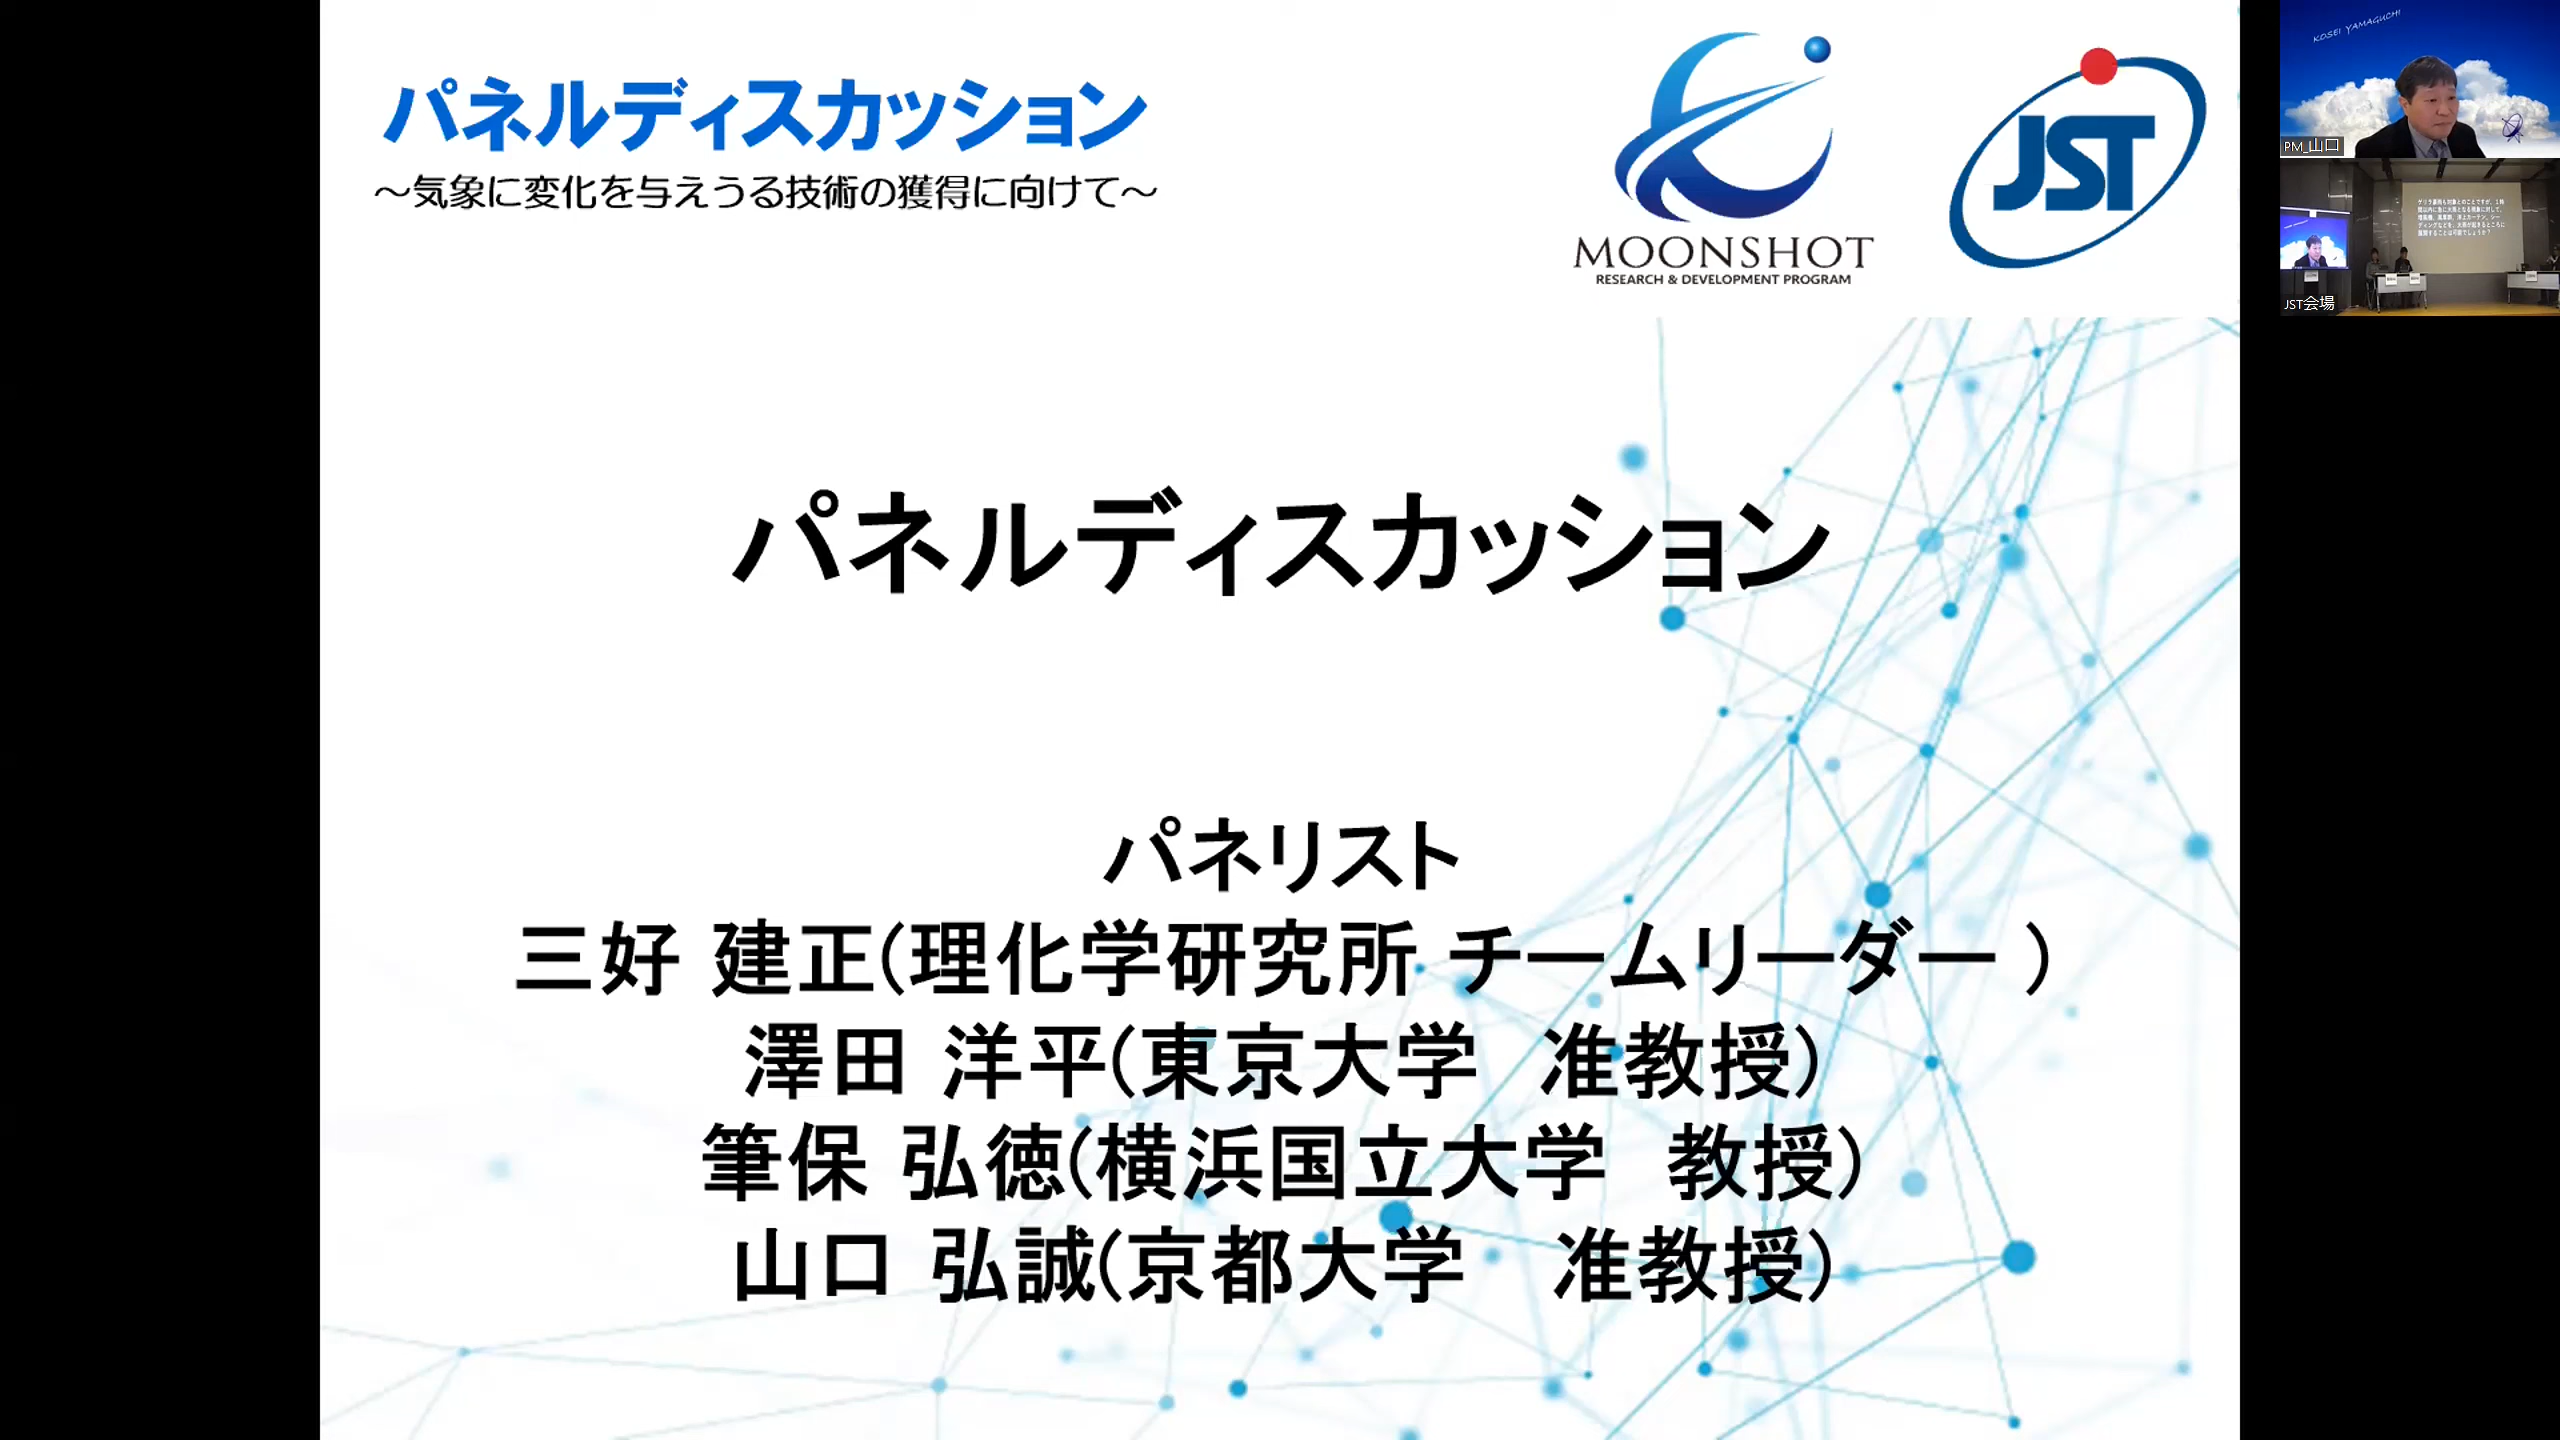 パネルディスカッション
～気象に変化を与えうる技術の獲得に向けて～
MOONSHOT
RESEARCH & DEVELOPMENT PROGRAM
JST
パネルディスカッション
パネリスト
三好 建正(理化学研究所 チームリーダー )
澤田 洋平(東京大学　准教授)
筆保 弘徳(横浜国立大学　教授)
山口 弘誠(京都大学　准教授)
KOSEI YAMAGUCHI
PM_山口
JST会場